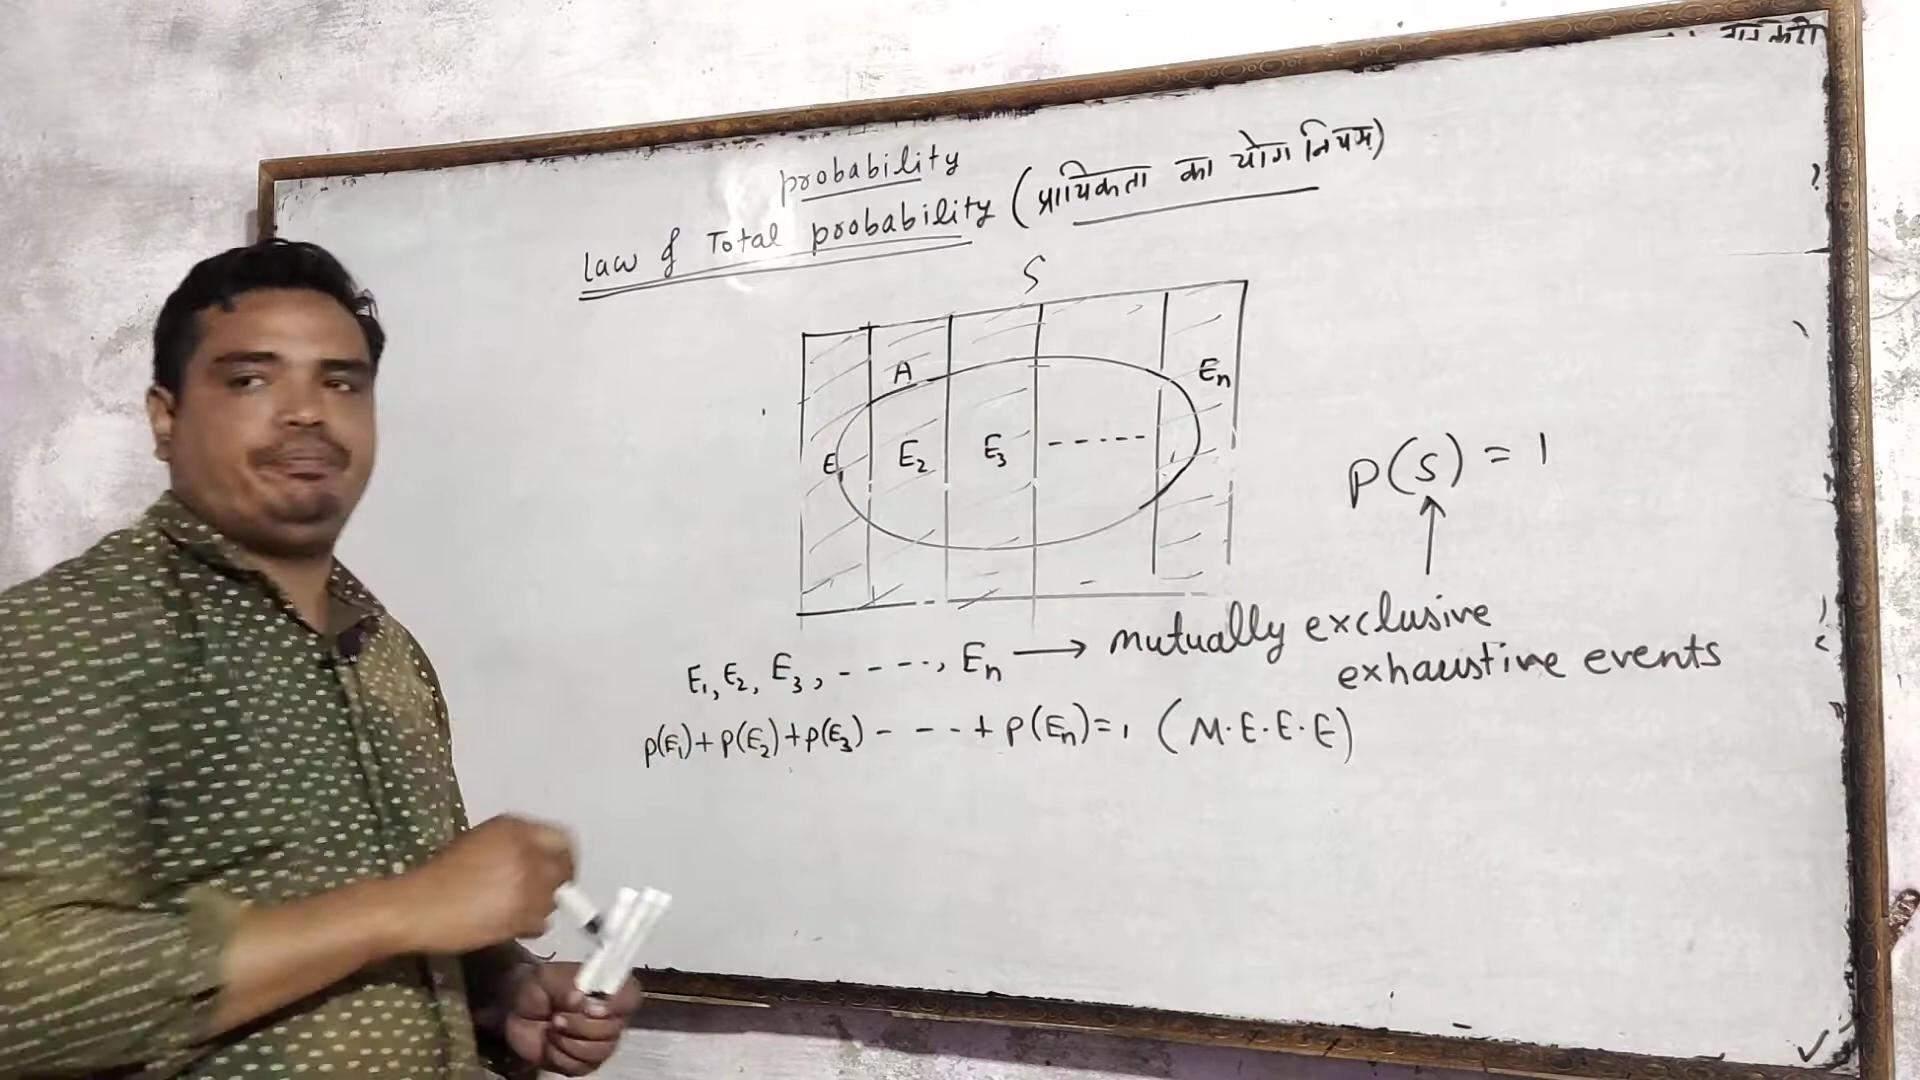 probability
Law of Total probability (प्रायिकता का योग नियम)
S
A
En
E1 E2 E3 -----
P(S) = 1
E1, E2, E3, - - - -, En → mutually exclusive
exhaustive events
P(E1)+P(E2)+P(E3) - - - - + P(En)=1 (M.E.E.E)